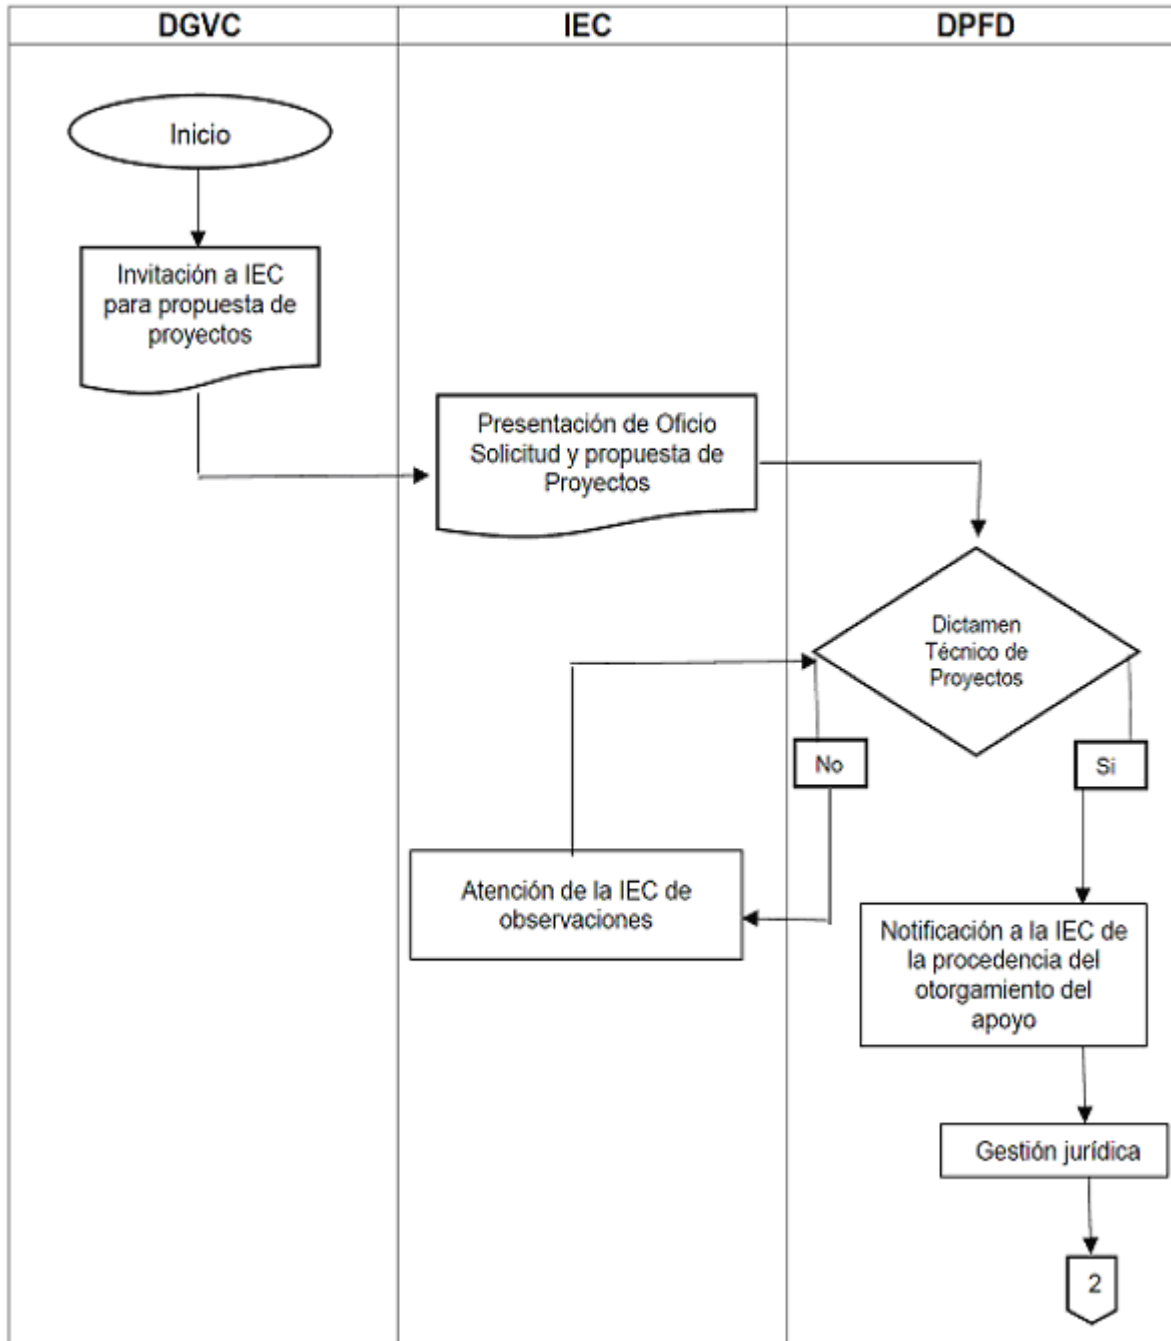 DGVC
IEC
DPFD
Inicio
Invitación a IEC
para propuesta de
proyectos
Presentación de Oficio
Solicitud y propuesta de
Proyectos
Dictamen
Técnico de
Proyectos
No
Si
Atención de la IEC de
observaciones
Notificación a la IEC de
la procedencia del
otorgamiento del
apoyo
Gestión jurídica
2